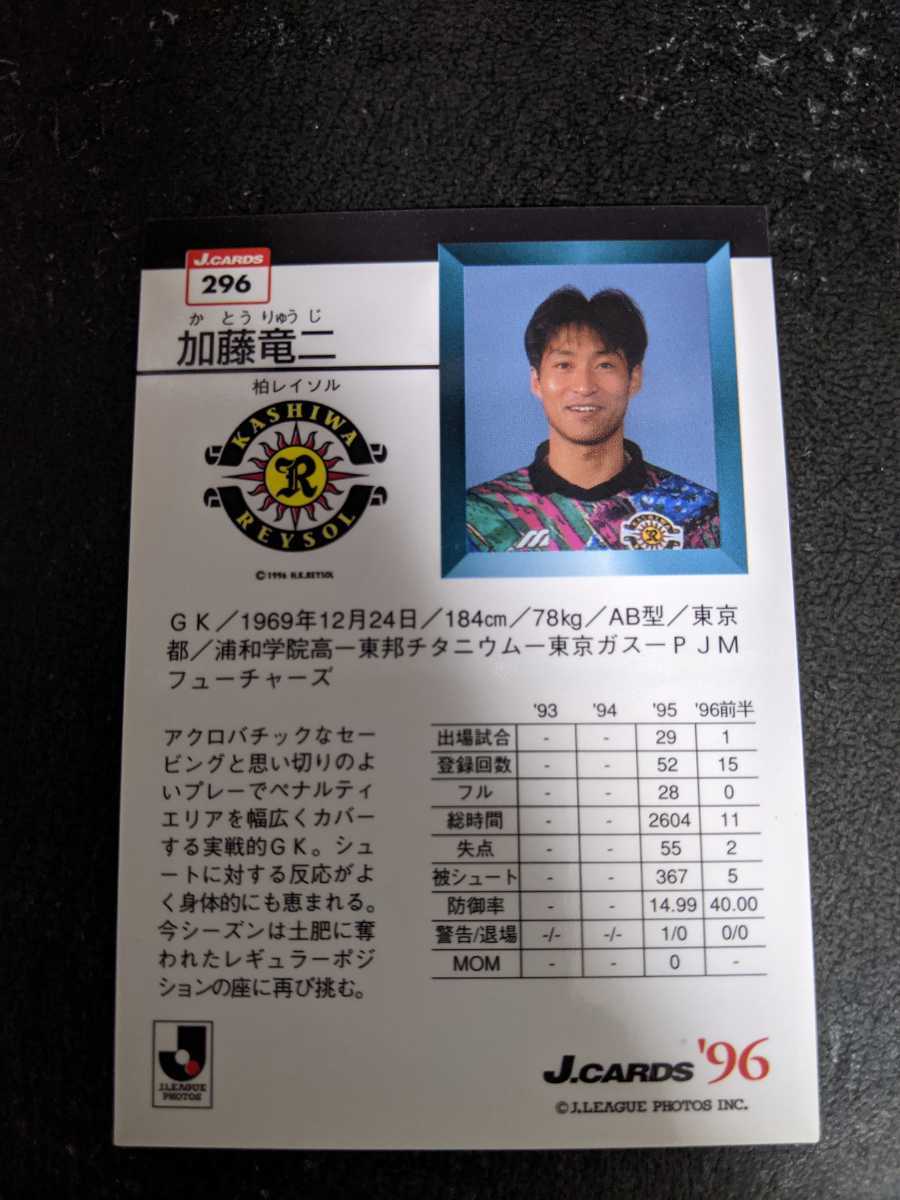 J.CARDS
296
かとうりゅうじ
加藤竜二
柏レイソル
KASHIWA
R
REYSOL
©1996 H.K.REYSOL
R
GK／1969年12月24日／184cm／78kg／AB型／東京
都／浦和学院高ー東邦チタニウムー東京ガスーPJM
フューチャーズ
アクロバチックなセー
ビングと思い切りのよ
いプレーでペナルティ
エリアを幅広くカバー
する実戦的GK。シュ
ートに対する反応がよ
く身体的にも恵まれる。
今シーズンは土肥に奪
われたレギュラーポジ
ションの座に再び挑む。
'93 '94 '95 '96前半
出場試合 - - 29 1
登録回数 - - 52 15
フル - - 28 0
総時間 - - 2604 11
失点 - - 55 2
被シュート - - 367 5
防御率 - - 14.99 40.00
警告/退場 -/- -/- 1/0 0/0
MOM - - 0 -
J.LEAGUE
PHOTOS
J.CARDS '96
©J.LEAGUE PHOTOS INC.